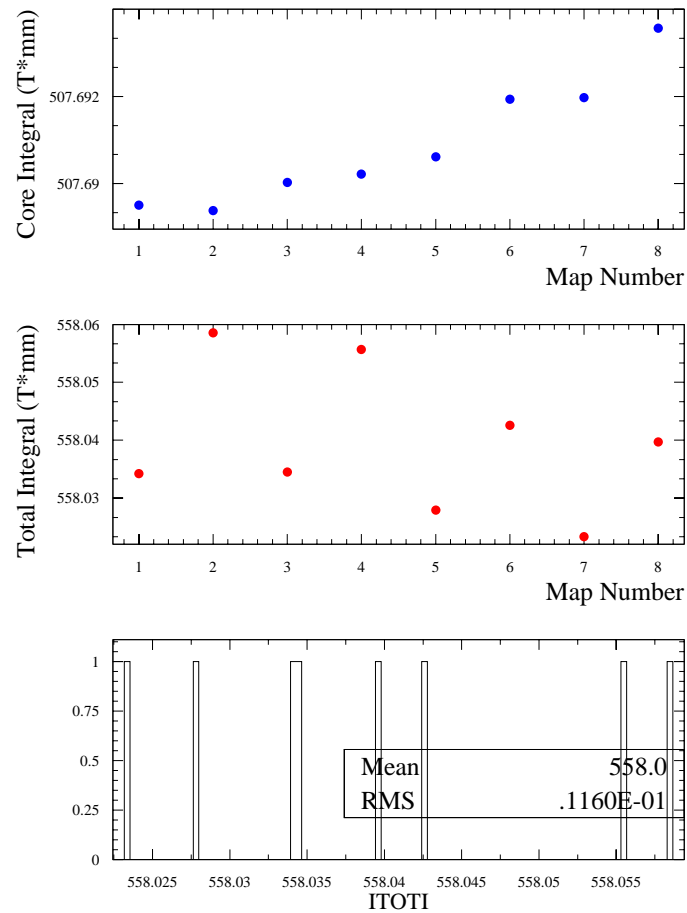 Core Integral (T*mm)
507.692
507.69
1 2 3 4 5 6 7 8
Map Number
Total Integral (T*mm)
558.06
558.05
558.04
558.03
1 2 3 4 5 6 7 8
Map Number
1
0.75
0.5
0.25
0
Mean 558.0
RMS .1160E-01
558.025 558.03 558.035 558.04 558.045 558.05 558.055
ITOTI